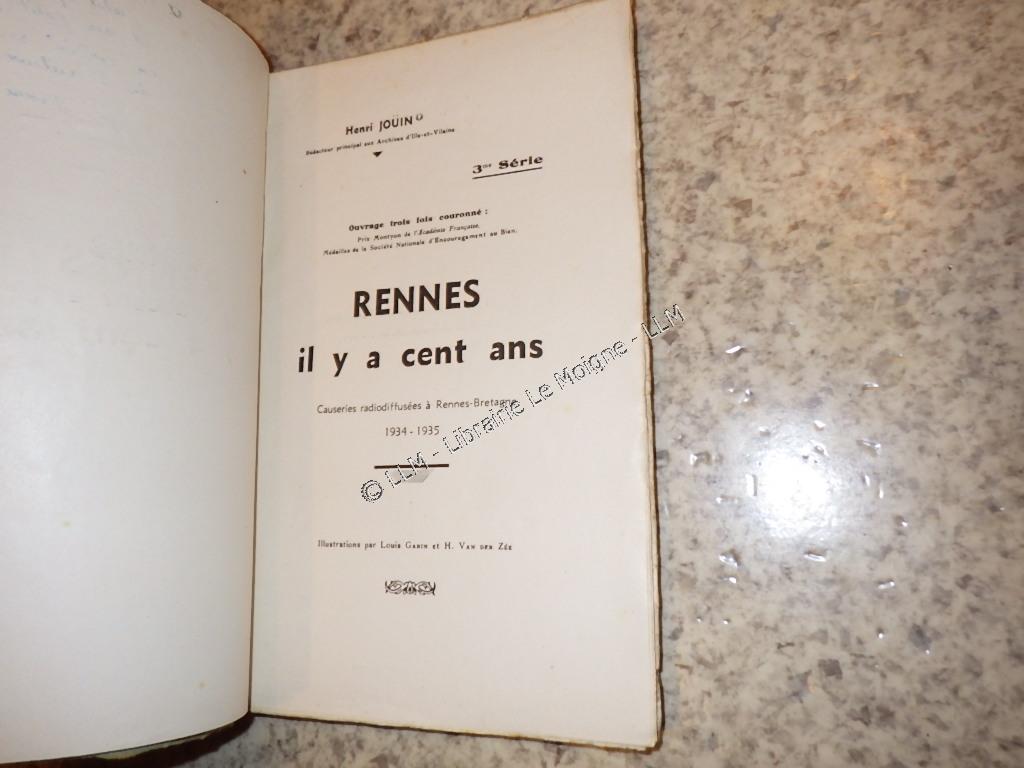 Henri JOÜIN
Rédacteur principal aux Archives d'Ille-et-Vilaine
3me Série
Ouvrage trois fois couronné :
Prix Montyon de l'Académie Française,
Médailles de la Société Nationale d'Encouragement au Bien.
RENNES
il y a cent ans
Causeries radiodiffusées à Rennes-Bretagne
1934 - 1935
© LLM - Librairie Le Moigne - LLM
Illustrations par Louis GARIN et H. VAN DER ZÉE